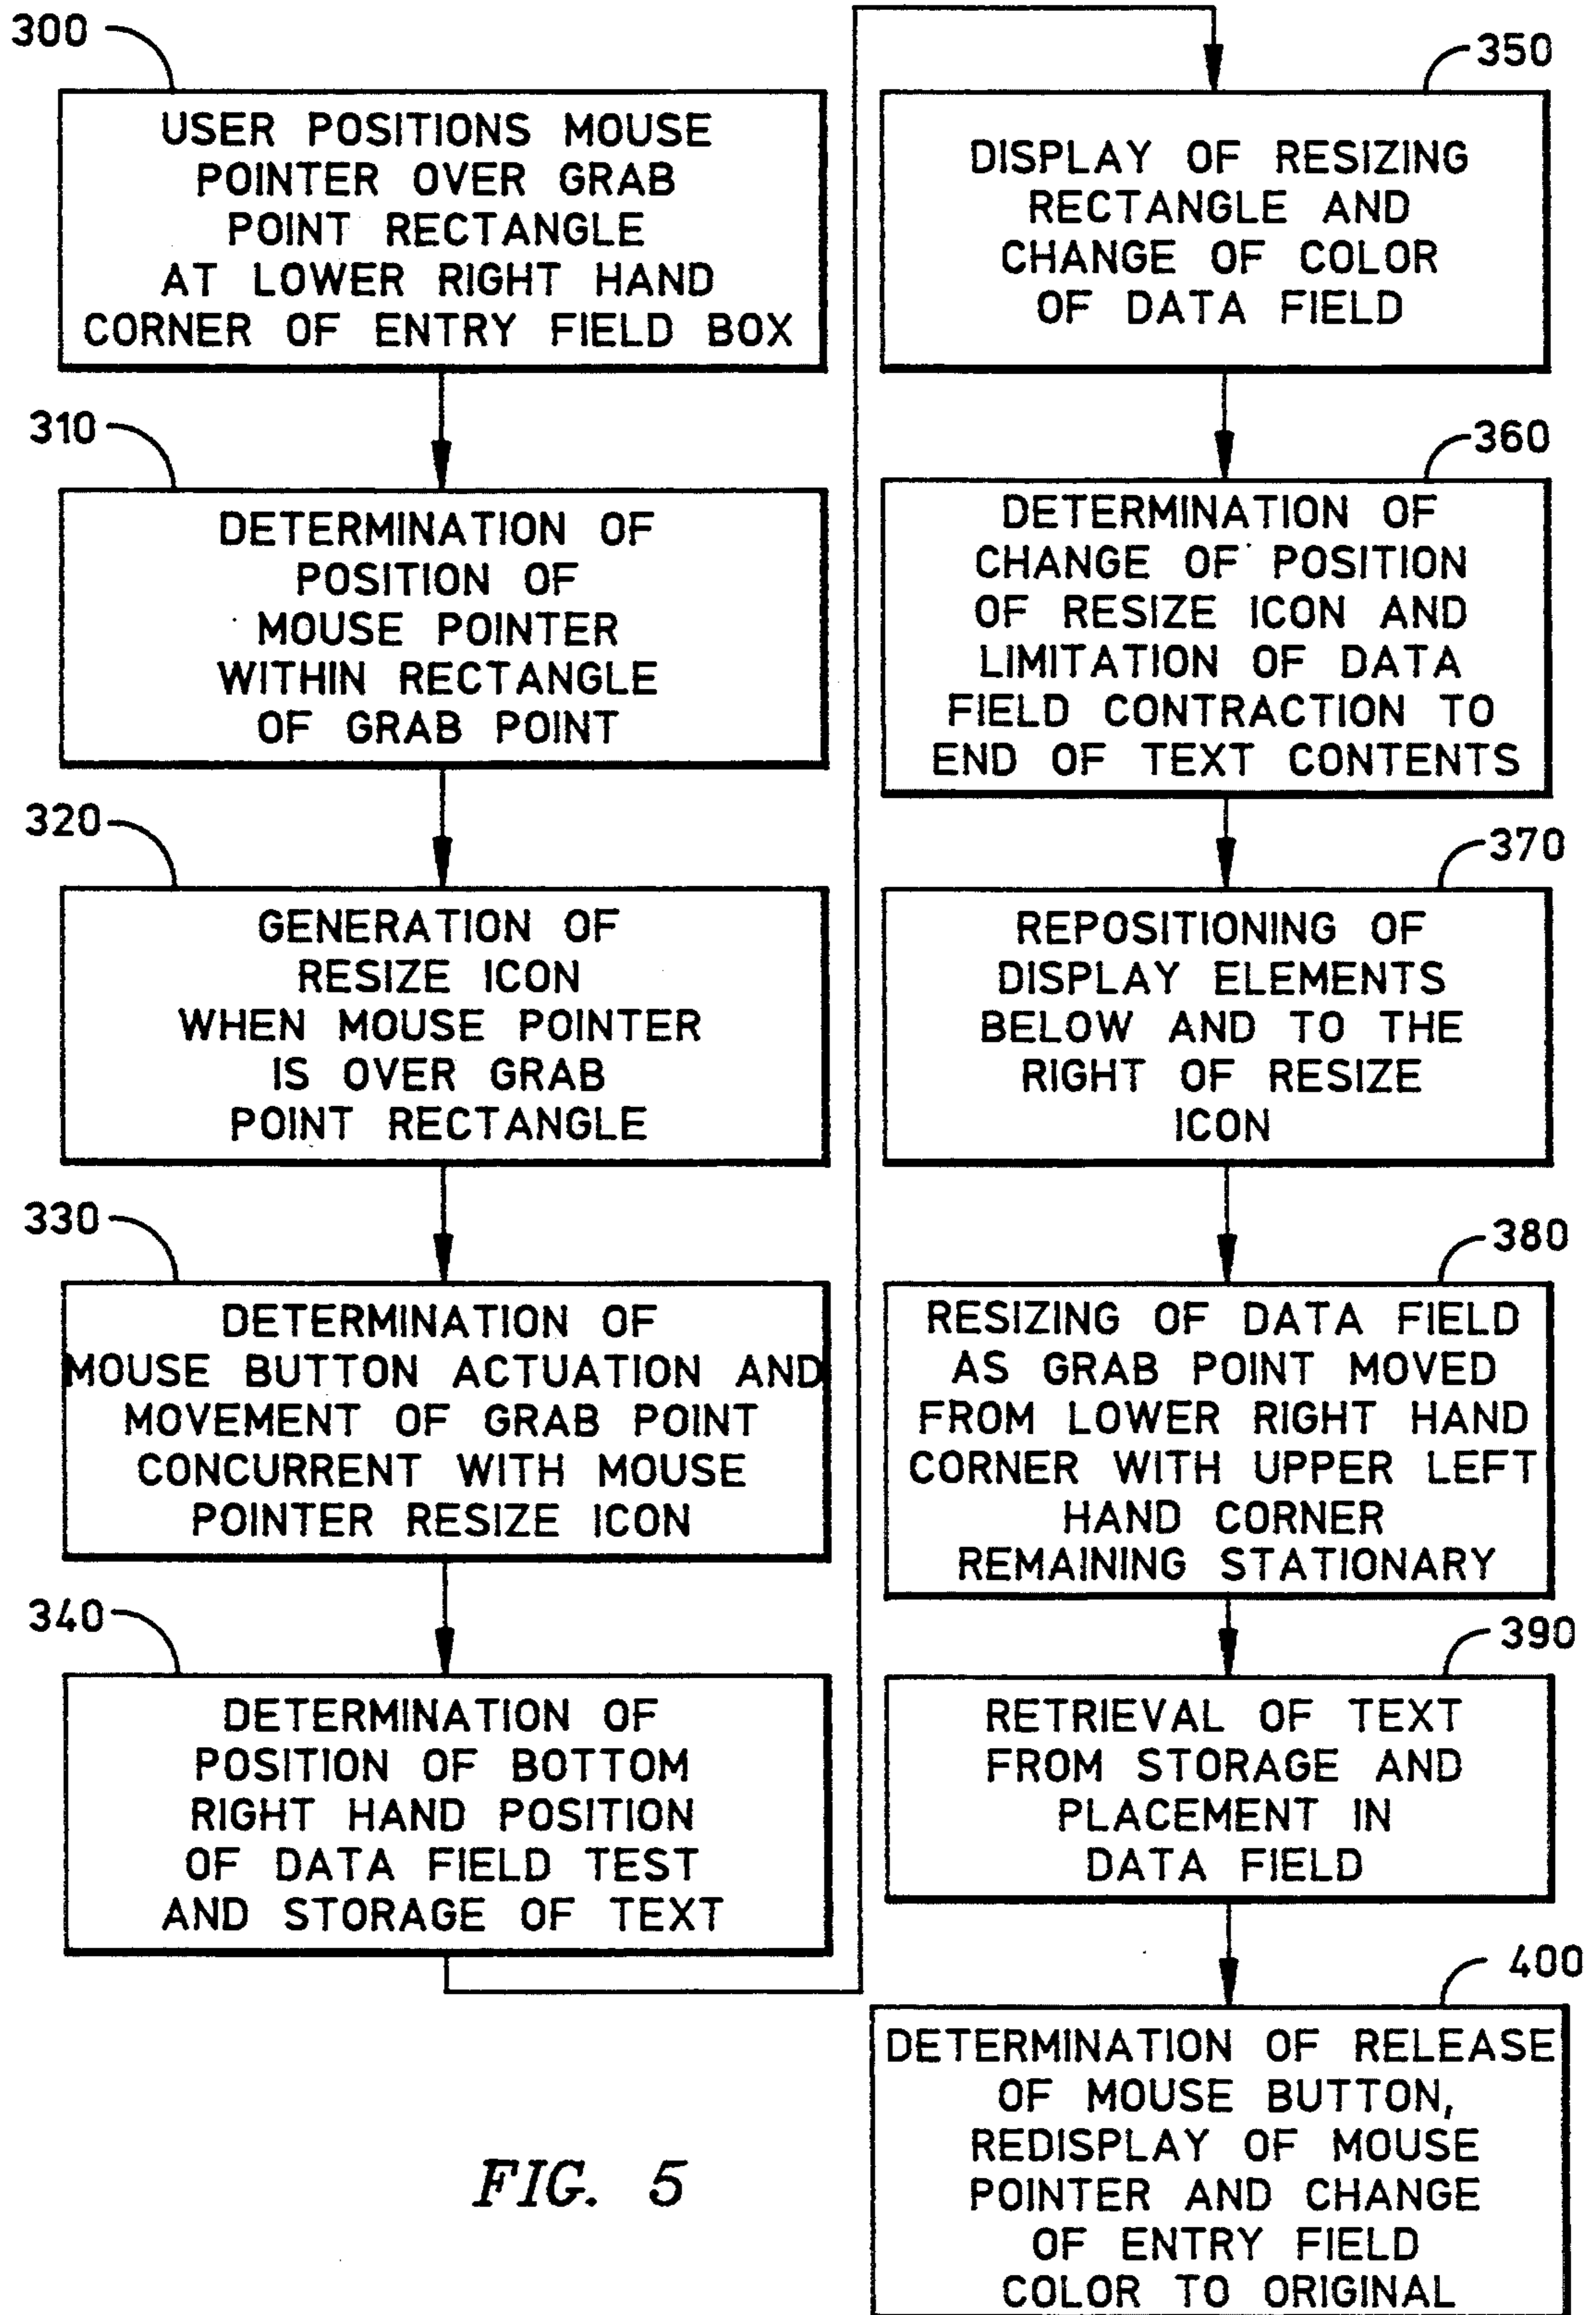 300
USER POSITIONS MOUSE
POINTER OVER GRAB
POINT RECTANGLE
AT LOWER RIGHT HAND
CORNER OF ENTRY FIELD BOX
310
DETERMINATION OF
POSITION OF
MOUSE POINTER
WITHIN RECTANGLE
OF GRAB POINT
320
GENERATION OF
RESIZE ICON
WHEN MOUSE POINTER
IS OVER GRAB
POINT RECTANGLE
330
DETERMINATION OF
MOUSE BUTTON ACTUATION AND
MOVEMENT OF GRAB POINT
CONCURRENT WITH MOUSE
POINTER RESIZE ICON
340
DETERMINATION OF
POSITION OF BOTTOM
RIGHT HAND POSITION
OF DATA FIELD TEST
AND STORAGE OF TEXT
350
DISPLAY OF RESIZING
RECTANGLE AND
CHANGE OF COLOR
OF DATA FIELD
360
DETERMINATION OF
CHANGE OF POSITION
OF RESIZE ICON AND
LIMITATION OF DATA
FIELD CONTRACTION TO
END OF TEXT CONTENTS
370
REPOSITIONING OF
DISPLAY ELEMENTS
BELOW AND TO THE
RIGHT OF RESIZE
ICON
380
RESIZING OF DATA FIELD
AS GRAB POINT MOVED
FROM LOWER RIGHT HAND
CORNER WITH UPPER LEFT
HAND CORNER
REMAINING STATIONARY
390
RETRIEVAL OF TEXT
FROM STORAGE AND
PLACEMENT IN
DATA FIELD
400
DETERMINATION OF RELEASE
OF MOUSE BUTTON,
REDISPLAY OF MOUSE
POINTER AND CHANGE
OF ENTRY FIELD
COLOR TO ORIGINAL
FIG. 5